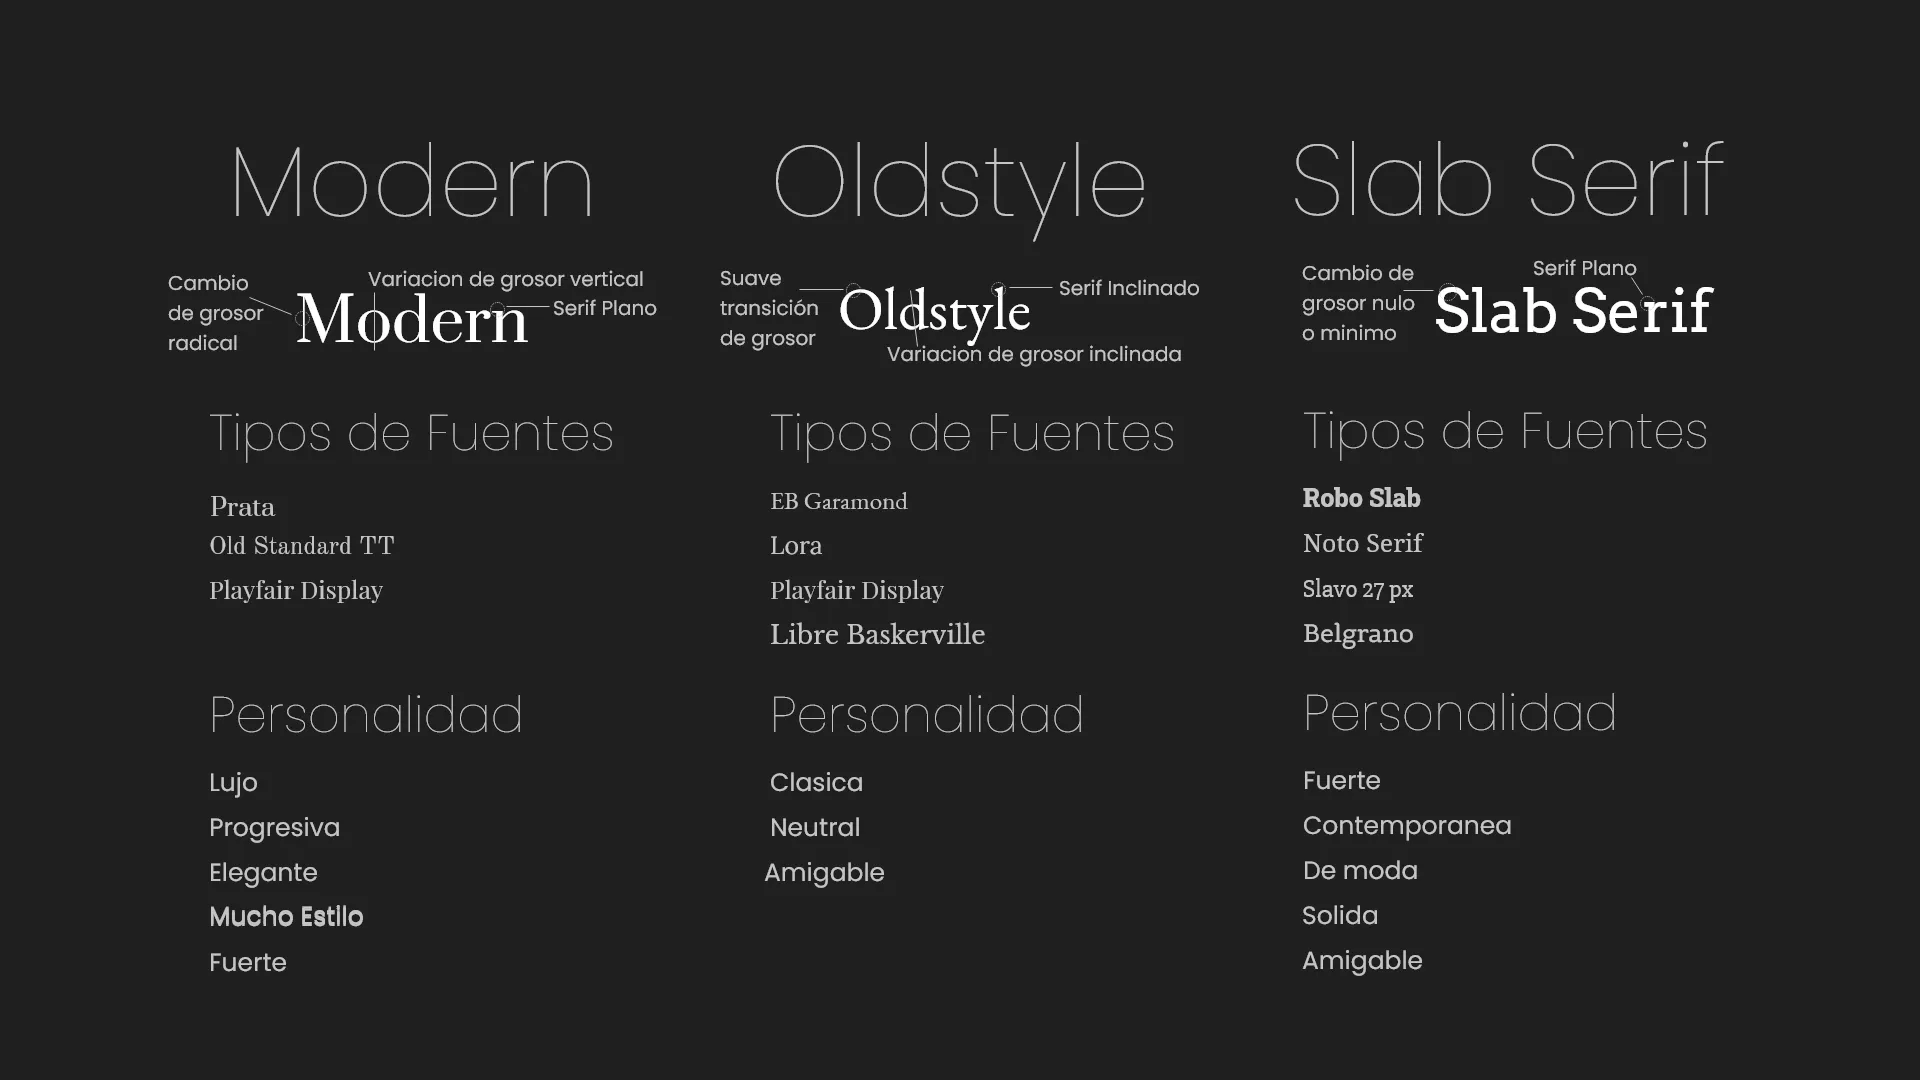 Modern
Cambio
de grosor
radical
Variacion de grosor vertical
Modern
Serif Plano
Tipos de Fuentes
Prata
Old Standard TT
Playfair Display
Personalidad
Lujo
Progresiva
Elegante
Mucho Estilo
Fuerte
Oldstyle
Suave
transición
de grosor
Oldstyle
Serif Inclinado
Variacion de grosor inclinada
Tipos de Fuentes
EB Garamond
Lora
Playfair Display
Libre Baskerville
Personalidad
Clasica
Neutral
Amigable
Slab Serif
Cambio de
grosor nulo
o minimo
Serif Plano
Slab Serif
Tipos de Fuentes
Robo Slab
Noto Serif
Slavo 27 px
Belgrano
Personalidad
Fuerte
Contemporanea
De moda
Solida
Amigable